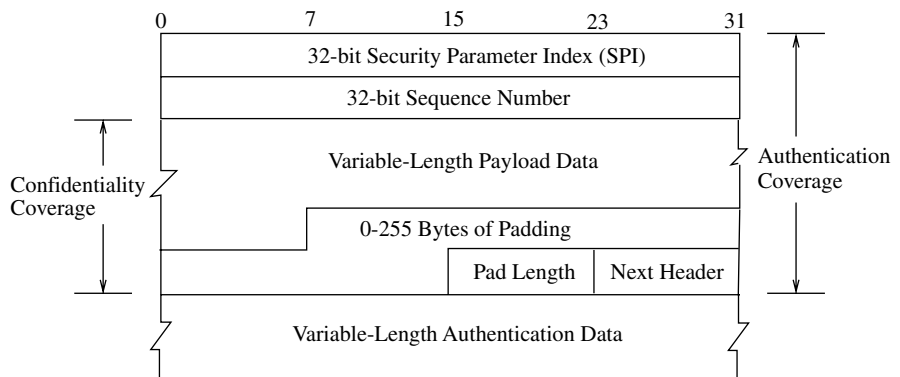 0 7 15 23 31
32-bit Security Parameter Index (SPI)
32-bit Sequence Number
Variable-Length Payload Data
Authentication
Coverage
Confidentiality
Coverage
0-255 Bytes of Padding
Pad Length Next Header
Variable-Length Authentication Data